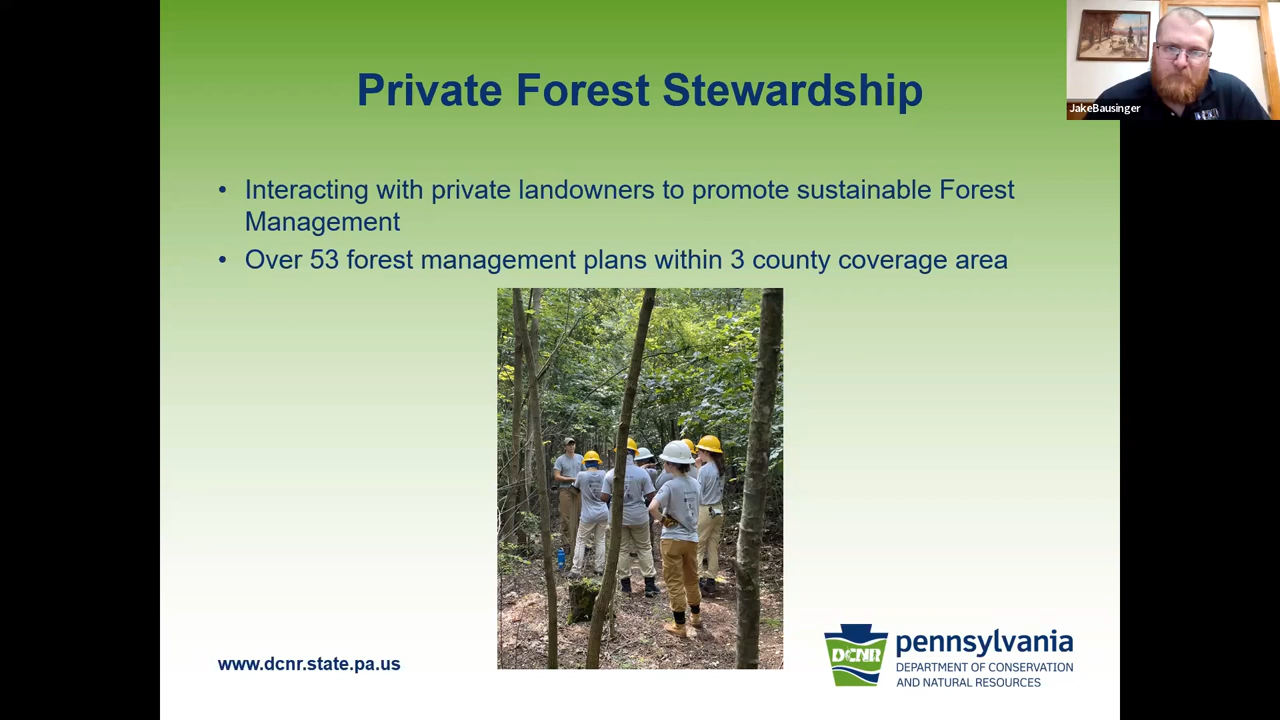 Private Forest Stewardship
JakeBausinger
• Interacting with private landowners to promote sustainable Forest
Management
• Over 53 forest management plans within 3 county coverage area
www.dcnr.state.pa.us
DCNR
pennsylvania
DEPARTMENT OF CONSERVATION
AND NATURAL RESOURCES